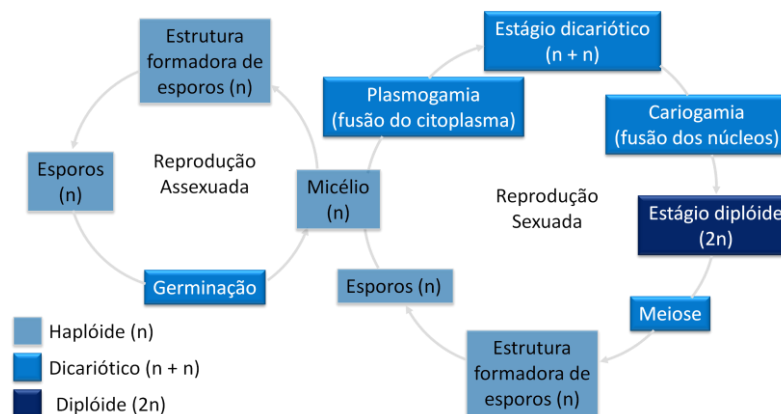 Estrutura
formadora de
esporos (n)
Esporos
(n)
Reprodução
Assexuada
Germinação
Micélio
(n)
Plasmogamia
(fusão do citoplasma)
Estágio dicariótico
(n + n)
Cariogamia
(fusão dos núcleos)
Estágio diplóide
(2n)
Reprodução
Sexuada
Meiose
Estrutura
formadora de
esporos (n)
Esporos (n)
Haplóide (n)
Dicariótico (n + n)
Diplóide (2n)